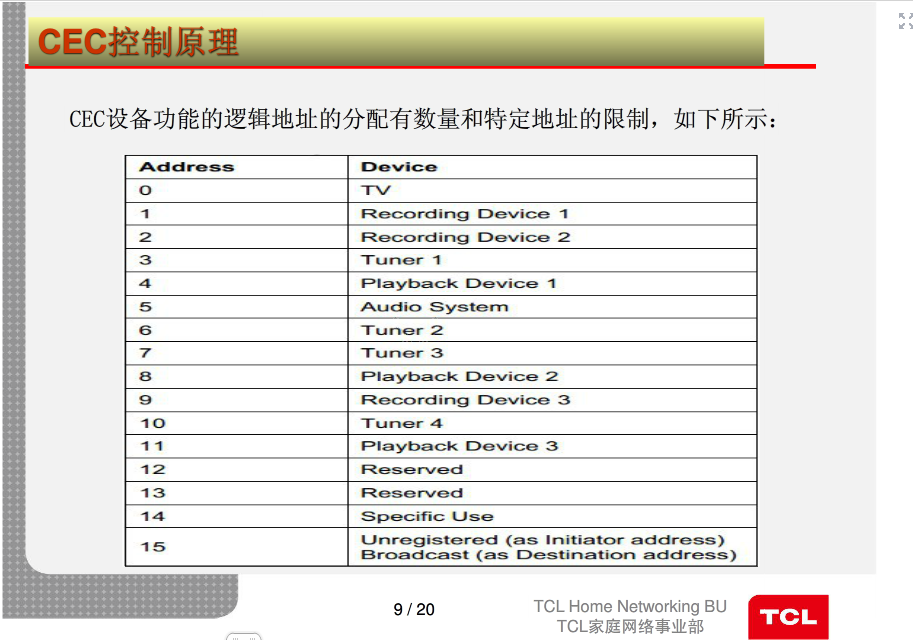 CEC控制原理
CEC设备功能的逻辑地址的分配有数量和特定地址的限制，如下所示：
Address Device
0 TV
1 Recording Device 1
2 Recording Device 2
3 Tuner 1
4 Playback Device 1
5 Audio System
6 Tuner 2
7 Tuner 3
8 Playback Device 2
9 Recording Device 3
10 Tuner 4
11 Playback Device 3
12 Reserved
13 Reserved
14 Specific Use
15 Unregistered (as Initiator address)
Broadcast (as Destination address)
9 / 20
TCL Home Networking BU
TCL家庭网络事业部
TCL